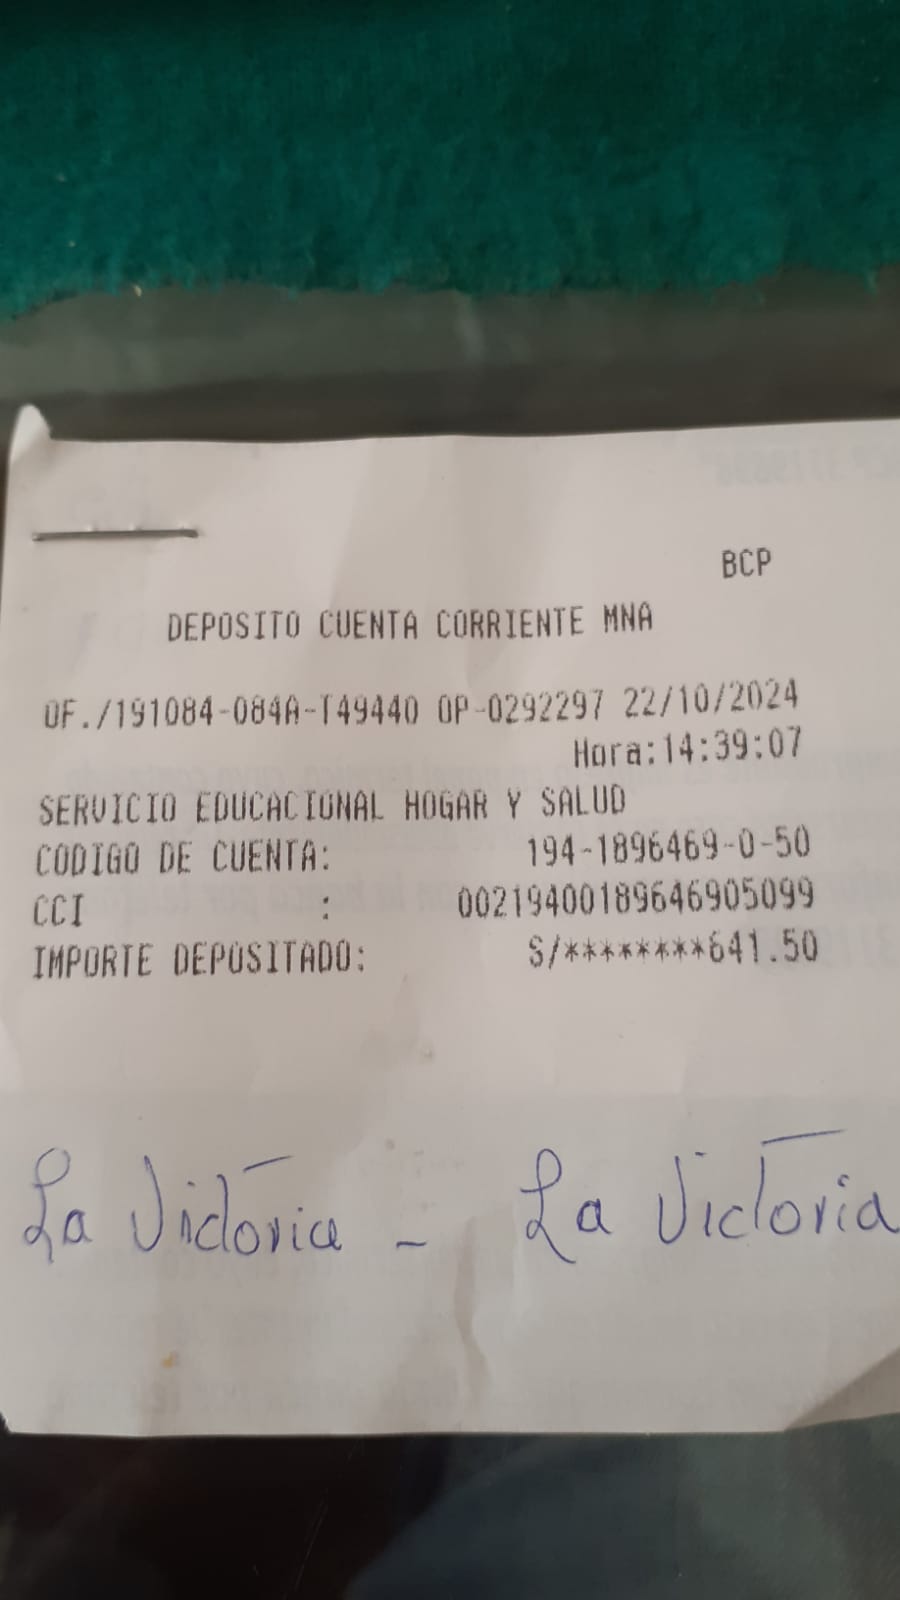 BCP
DEPOSITO CUENTA CORRIENTE MNA
OF./191084-084A-T49440 OP-0292297 22/10/2024
Hora:14:39:07
SERVICIO EDUCACIONAL HOGAR Y SALUD
CODIGO DE CUENTA: 194-1896469-0-50
CCI : 00219400189646905099
IMPORTE DEPOSITADO: S/********641.50
La Victoria - La Victoria